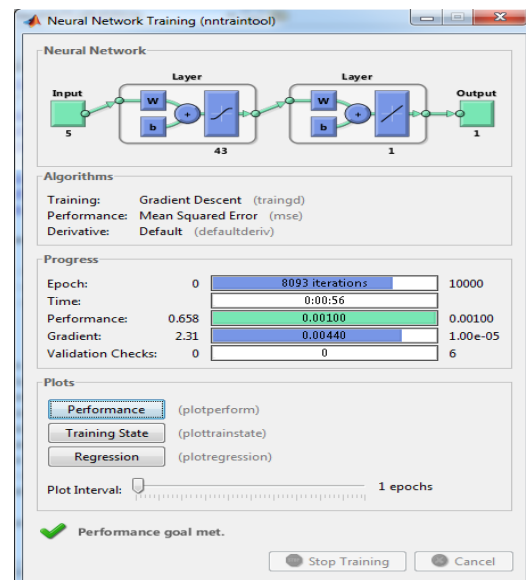 Neural Network Training (nntraintool)
Neural Network
Layer Layer
Input Output
W W
b b
5 43 1 1
Algorithms
Training: Gradient Descent (traingd)
Performance: Mean Squared Error (mse)
Derivative: Default (defaultderiv)
Progress
Epoch: 0 8093 iterations 10000
Time: 0:00:56
Performance: 0.658 0.00100 0.00100
Gradient: 2.31 0.00440 1.00e-05
Validation Checks: 0 0 6
Plots
Performance (plotperform)
Training State (plottrainstate)
Regression (plotregression)
Plot Interval: 1 epochs
Performance goal met.
Stop Training Cancel